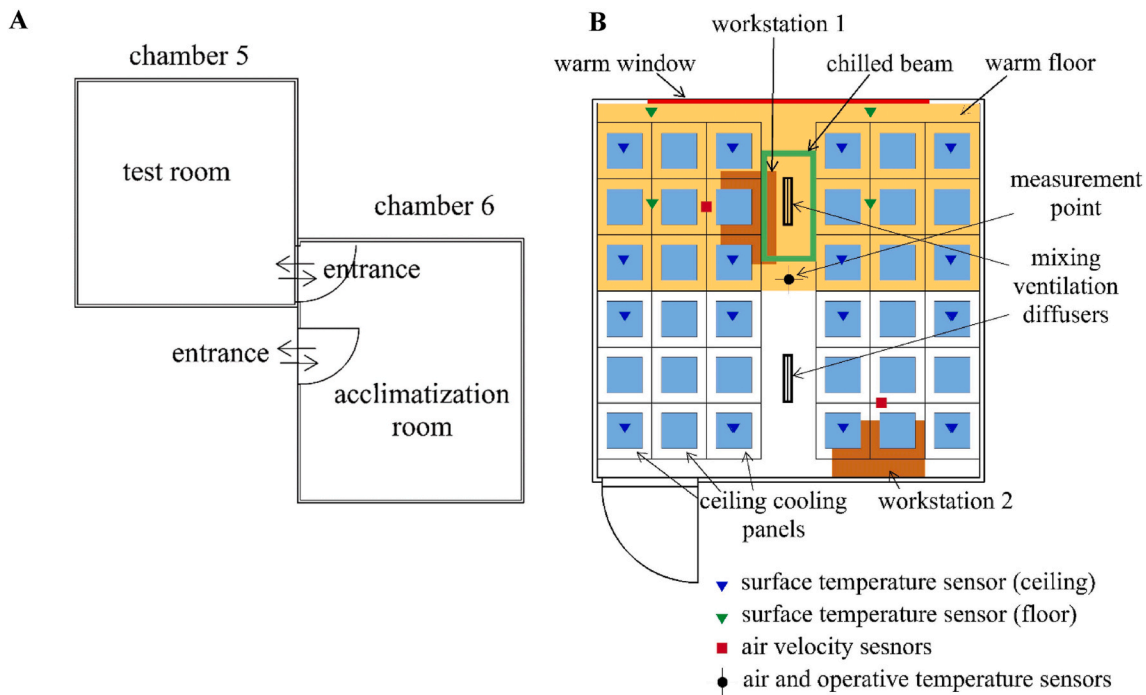 A
chamber 5
test room
chamber 6
entrance
entrance
acclimatization
room
B
workstation 1
warm window
chilled beam
warm floor
measurement
point
mixing
ventilation
diffusers
ceiling cooling
panels
workstation 2
surface temperature sensor (ceiling)
surface temperature sensor (floor)
air velocity sesnors
air and operative temperature sensors